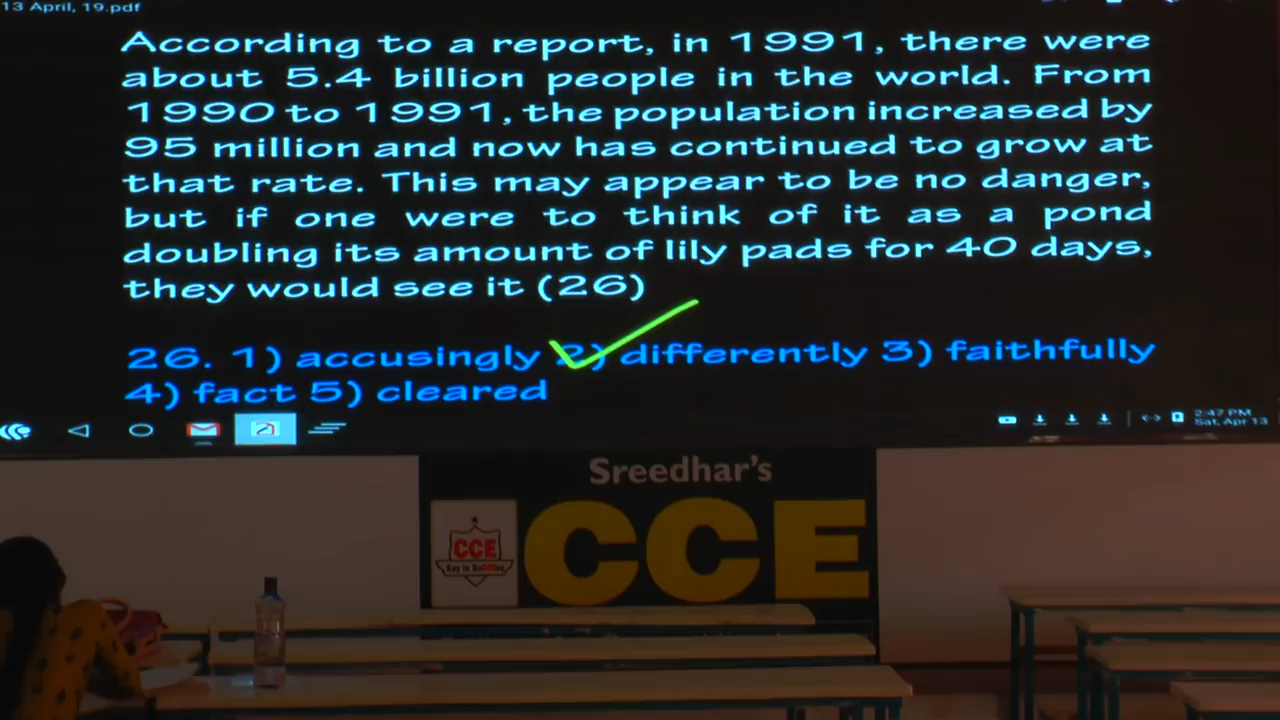 13 April, 19.pdf
According to a report, in 1991, there were
about 5.4 billion people in the world. From
1990 to 1991, the population increased by
95 million and now has continued to grow at
that rate. This may appear to be no danger,
but if one were to think of it as a pond
doubling its amount of lily pads for 40 days,
they would see it (26)
26. 1) accusingly 2) differently 3) faithfully
4) fact 5) cleared
2:47 PM
Sat, Apr 13
Sreedhar's
CCE
CCE